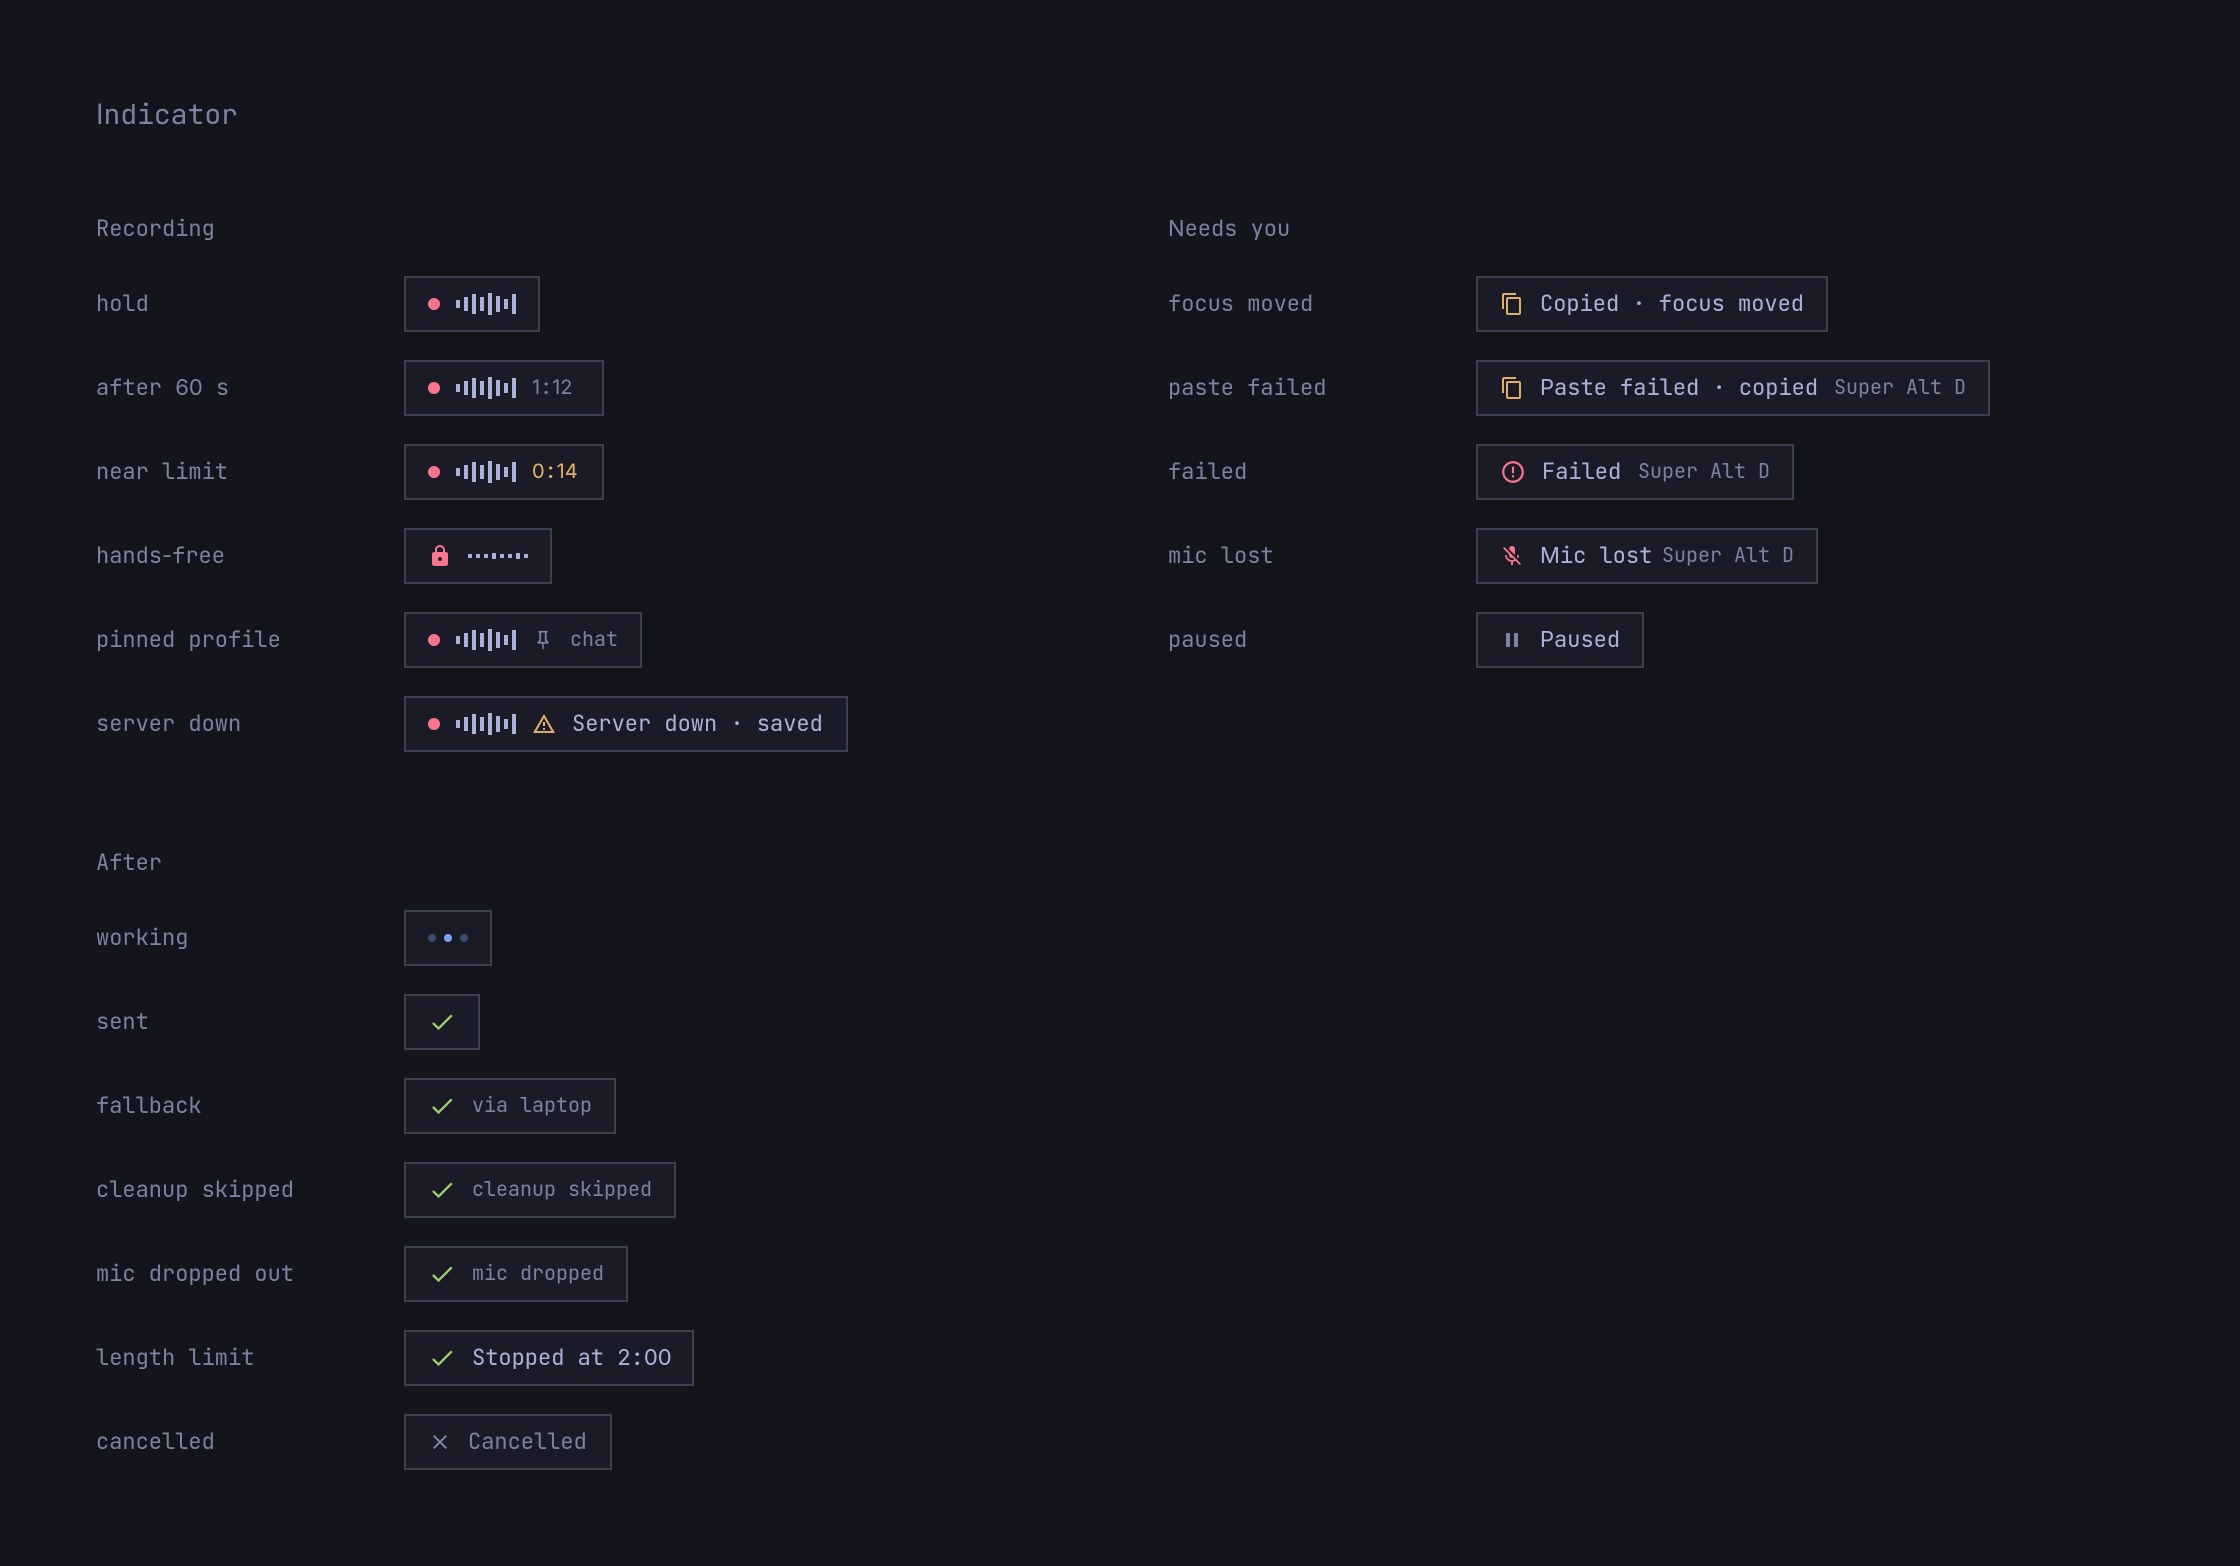 Indicator
Recording
hold
after 60 s 1:12
near limit 0:14
hands-free
pinned profile chat
server down Server down · saved
Needs you
focus moved Copied · focus moved
paste failed Paste failed · copied Super Alt D
failed Failed Super Alt D
mic lost Mic lost Super Alt D
paused Paused
After
working
sent
fallback via laptop
cleanup skipped cleanup skipped
mic dropped out mic dropped
length limit Stopped at 2:00
cancelled Cancelled